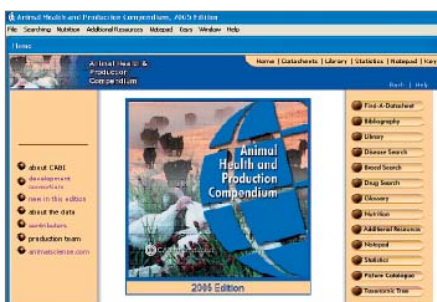 Animal Health and Production Compendium, 2005 Edition
File Searching Nutrition Additional Resources Notepad Keys Window Help
Home
Animal Health &
Production
Compendium
Home | Datasheets | Library | Statistics | Notepad | Key
Back | Help
about CABI
development
consortium
new in this edition
about the data
contributors
production team
animalscience.com
Animal
Health and
Production
Compendium
2005 Edition
Find-A-Datasheet
Bibliography
Library
Disease Search
Breed Search
Drug Search
Glossary
Nutrition
Additional Resources
Notepad
Statistics
Picture Catalogue
Taxonomic Tree